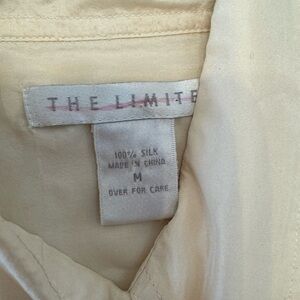 THE LIMITE
100% SILK
MADE IN CHINA
M
OVER FOR CARE